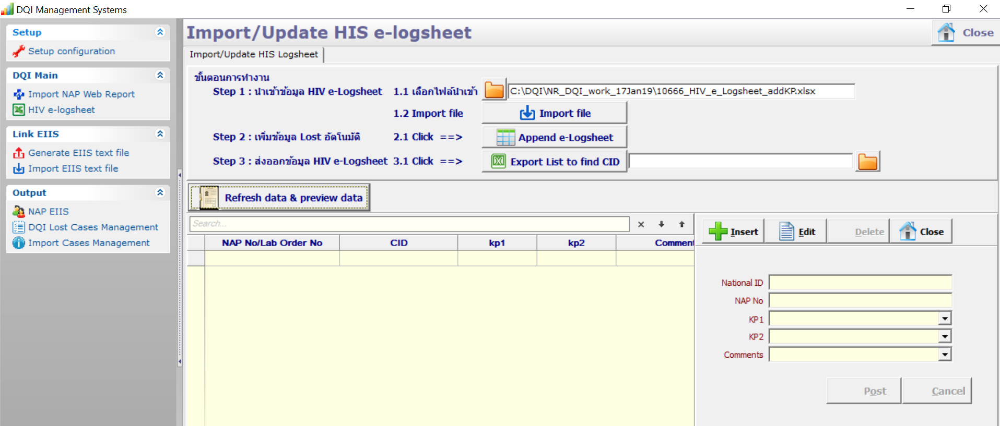 DQI Management Systems
Setup
Setup configuration
DQI Main
Import NAP Web Report
HIV e-logsheet
Link EIIS
Generate EIIS text file
Import EIIS text file
Output
NAP EIIS
DQI Lost Cases Management
Import Cases Management
Import/Update HIS e-logsheet
Close
Import/Update HIS Logsheet
ขั้นตอนการทำงาน
Step 1 : นำเข้าข้อมูล HIV e-Logsheet 1.1 เลือกไฟล์นำเข้า C:\DQI\NR_DQI_work_17Jan19\10666_HIV_e_Logsheet_addKP.xlsx
1.2 Import file Import file
Step 2 : เพิ่มข้อมูล Lost อัตโนมัติ 2.1 Click ==> Append e-Logsheet
Step 3 : ส่งออกข้อมูล HIV e-Logsheet 3.1 Click ==> Export List to find CID
Refresh data & preview data
Search...
NAP No/Lab Order No CID kp1 kp2 Comment
Insert Edit Delete Close
National ID
NAP No
KP1
KP2
Comments
Post Cancel